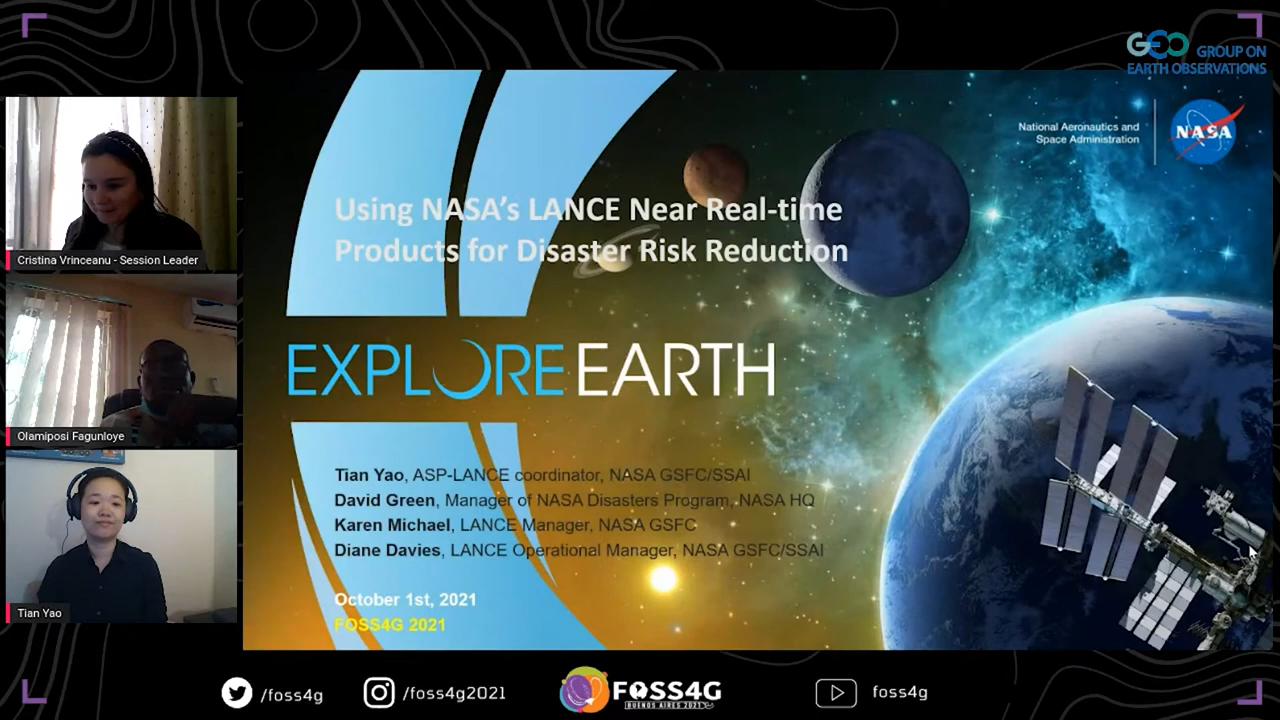 GEO GROUP ON
EARTH OBSERVATIONS
Cristina Vrinceanu - Session Leader
Olamiposi Fagunloye
Tian Yao
National Aeronautics and
Space Administration
NASA
Using NASA's LANCE Near Real-time
Products for Disaster Risk Reduction
EXPLORE EARTH
Tian Yao, ASP-LANCE coordinator, NASA GSFC/SSAI
David Green, Manager of NASA Disasters Program, NASA HQ
Karen Michael, LANCE Manager, NASA GSFC
Diane Davies, LANCE Operational Manager, NASA GSFC/SSAI
October 1st, 2021
FOSS4G 2021
/foss4g
/foss4g2021
FOSS4G
BUENOS AIRES 2021
foss4g